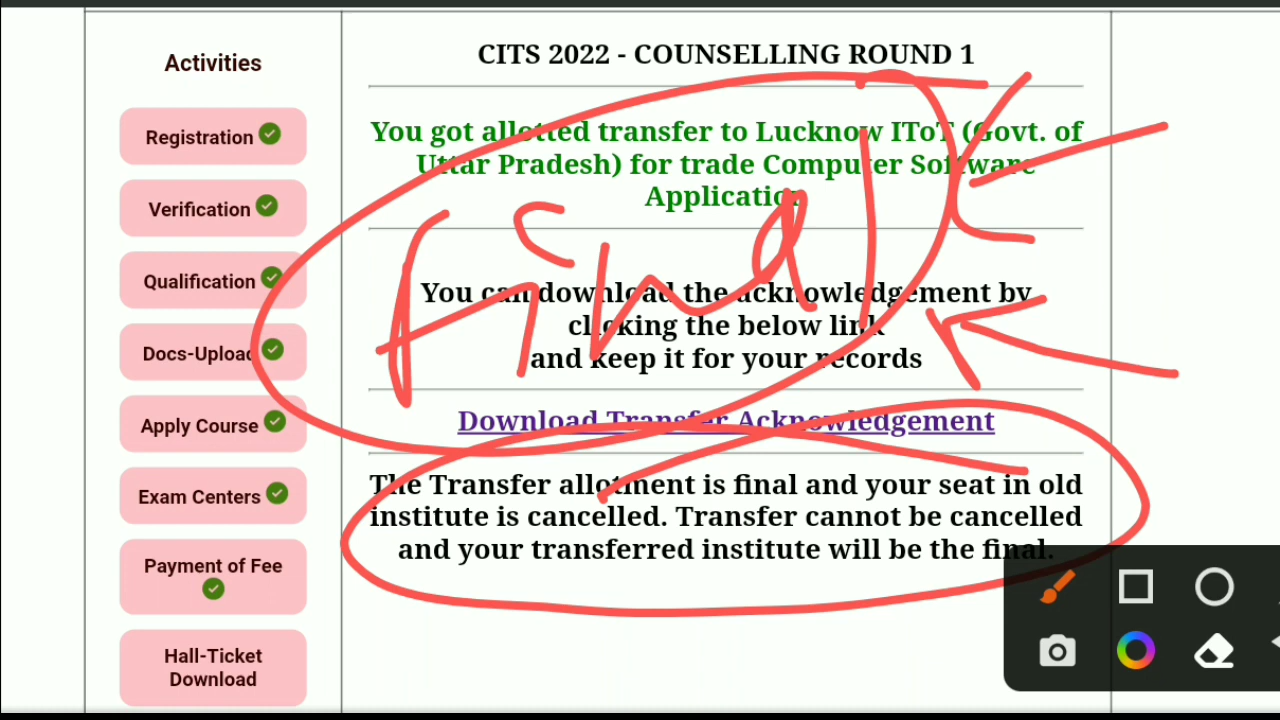 Activities
Registration
Verification
Qualification
Docs-Upload
Apply Course
Exam Centers
Payment of Fee
Hall-Ticket
Download
CITS 2022 - COUNSELLING ROUND 1
You got allotted transfer to Lucknow IToT (Govt. of
Uttar Pradesh) for trade Computer Software
Application
Final
You can download the acknowledgement by
clicking the below link
and keep it for your records
Download Transfer Acknowledgement
The Transfer allotment is final and your seat in old
institute is cancelled. Transfer cannot be cancelled
and your transferred institute will be the final.